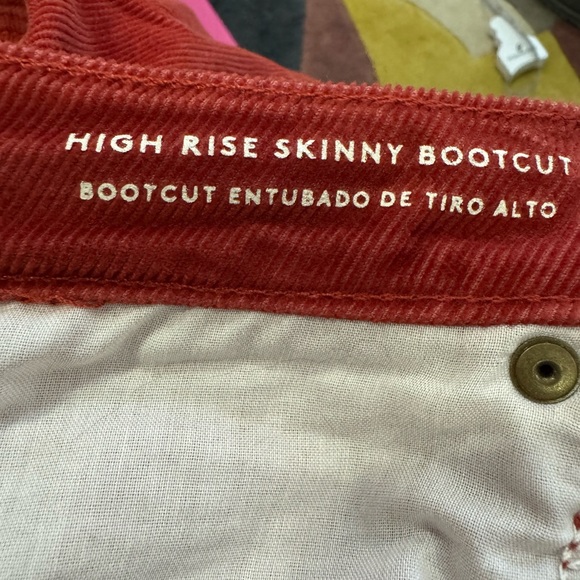 HIGH RISE SKINNY BOOTCUT
BOOTCUT ENTUBADO DE TIRO ALTO